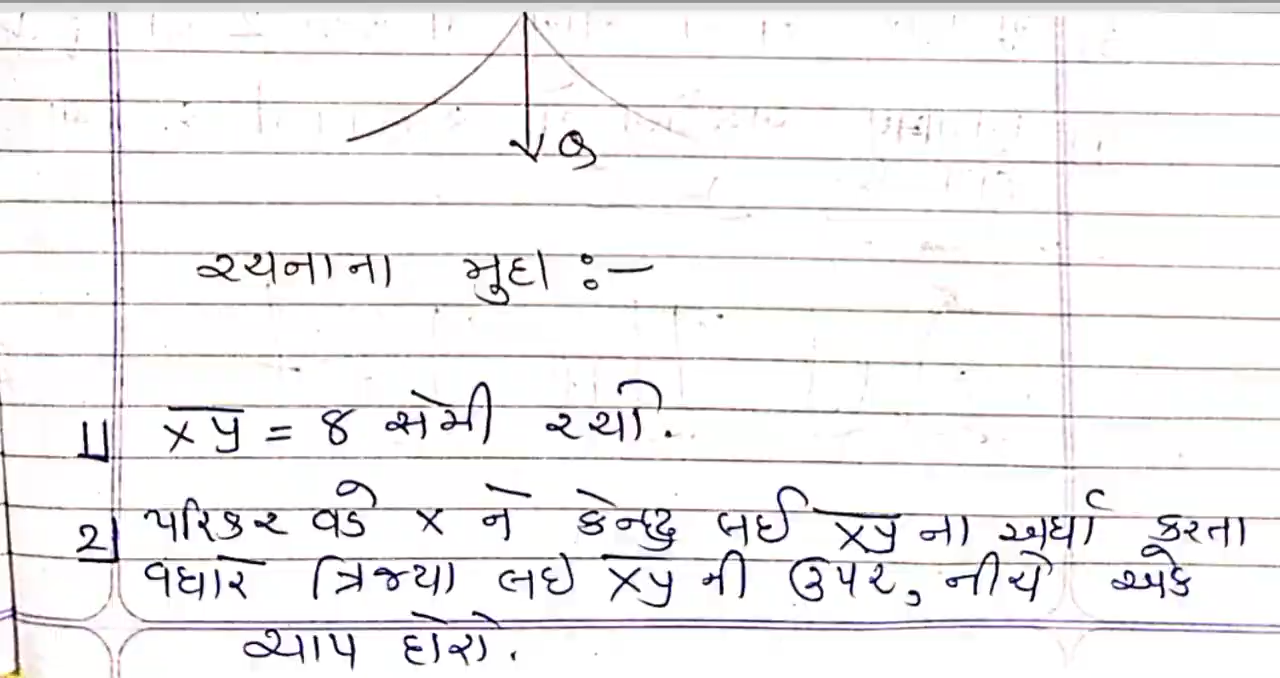 Q
રચનાના મુદા :-
1] XY = 8 સેમી રચો.
2] પરિકર વડે X ને કેન્દ્ર લઈ XY ના અર્ધા કરતા
વધારે ત્રિજ્યા લઇ XY ની ઉપર, નીચે એક
ચાપ દોરો.